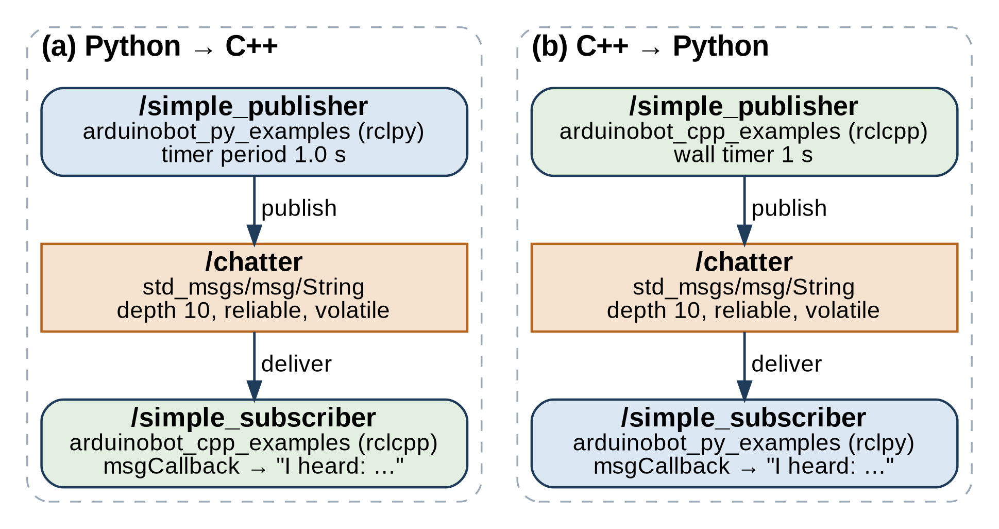 (a) Python → C++
/simple_publisher
arduinobot_py_examples (rclpy)
timer period 1.0 s
publish
/chatter
std_msgs/msg/String
depth 10, reliable, volatile
deliver
/simple_subscriber
arduinobot_cpp_examples (rclcpp)
msgCallback → "I heard: ..."
(b) C++ → Python
/simple_publisher
arduinobot_cpp_examples (rclcpp)
wall timer 1 s
publish
/chatter
std_msgs/msg/String
depth 10, reliable, volatile
deliver
/simple_subscriber
arduinobot_py_examples (rclpy)
msgCallback → "I heard: ..."